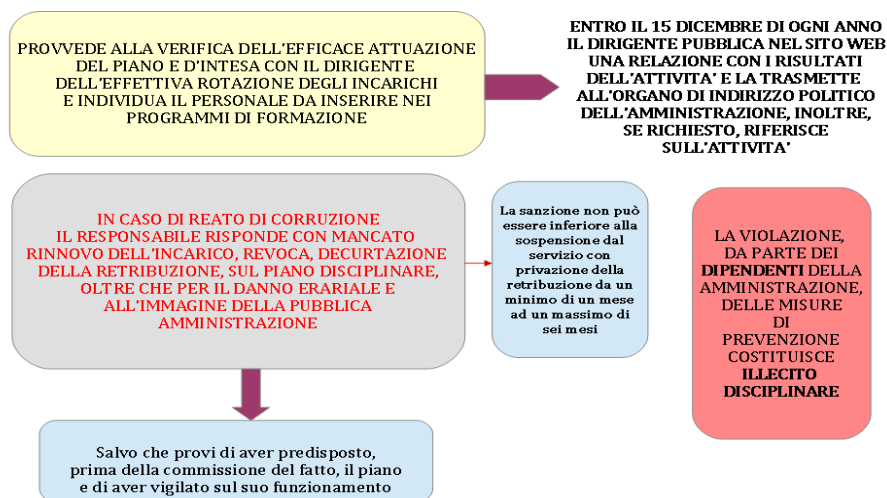 PROVVEDE ALLA VERIFICA DELL'EFFICACE ATTUAZIONE
DEL PIANO E D'INTESA CON IL DIRIGENTE
DELL'EFFETTIVA ROTAZIONE DEGLI INCARICHI
E INDIVIDUA IL PERSONALE DA INSERIRE NEI
PROGRAMMI DI FORMAZIONE
ENTRO IL 15 DICEMBRE DI OGNI ANNO
IL DIRIGENTE PUBBLICA NEL SITO WEB
UNA RELAZIONE CON I RISULTATI
DELL'ATTIVITA' E LA TRASMETTE
ALL'ORGANO DI INDIRIZZO POLITICO
DELL'AMMINISTRAZIONE, INOLTRE,
SE RICHIESTO, RIFERISCE
SULL'ATTIVITA'
IN CASO DI REATO DI CORRUZIONE
IL RESPONSABILE RISPONDE CON MANCATO
RINNOVO DELL'INCARICO, REVOCA, DECURTAZIONE
DELLA RETRIBUZIONE, SUL PIANO DISCIPLINARE,
OLTRE CHE PER IL DANNO ERARIALE E
ALL'IMMAGINE DELLA PUBBLICA
AMMINISTRAZIONE
La sanzione non può
essere inferiore alla
sospensione dal
servizio con
privazione della
retribuzione da un
minimo di un mese
ad un massimo di
sei mesi
LA VIOLAZIONE,
DA PARTE DEI
DIPENDENTI DELLA
AMMINISTRAZIONE,
DELLE MISURE
DI
PREVENZIONE
COSTITUISCE
ILLECITO
DISCIPLINARE
Salvo che provi di aver predisposto,
prima della commissione del fatto, il piano
e di aver vigilato sul suo funzionamento